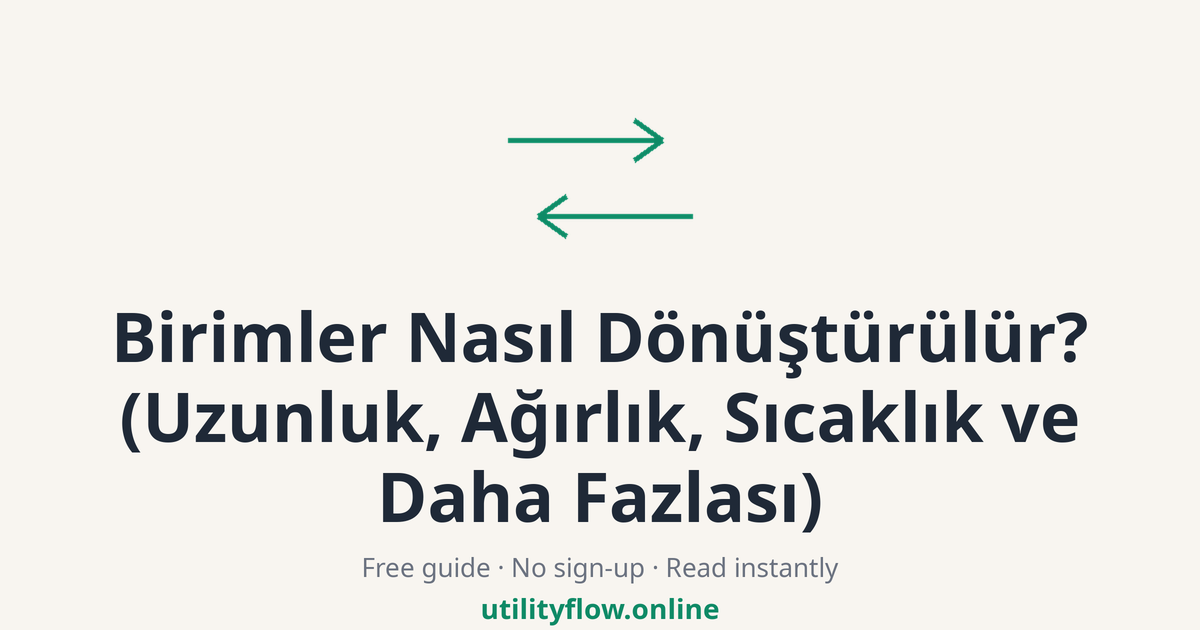 Birimler Nasıl Dönüştürülür?
(Uzunluk, Ağırlık, Sıcaklık ve
Daha Fazlası)
Free guide · No sign-up · Read instantly
utilityflow.online